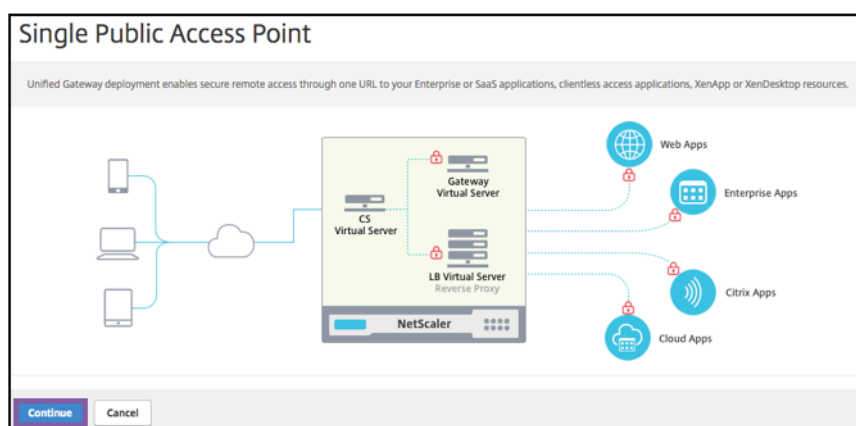 Single Public Access Point
Unified Gateway deployment enables secure remote access through one URL to your Enterprise or SaaS applications, clientless access applications, XenApp or XenDesktop resources.
Web Apps
Gateway
Virtual Server
Enterprise Apps
CS
Virtual Server
LB Virtual Server
Reverse Proxy
Citrix Apps
NetScaler
Cloud Apps
Continue
Cancel